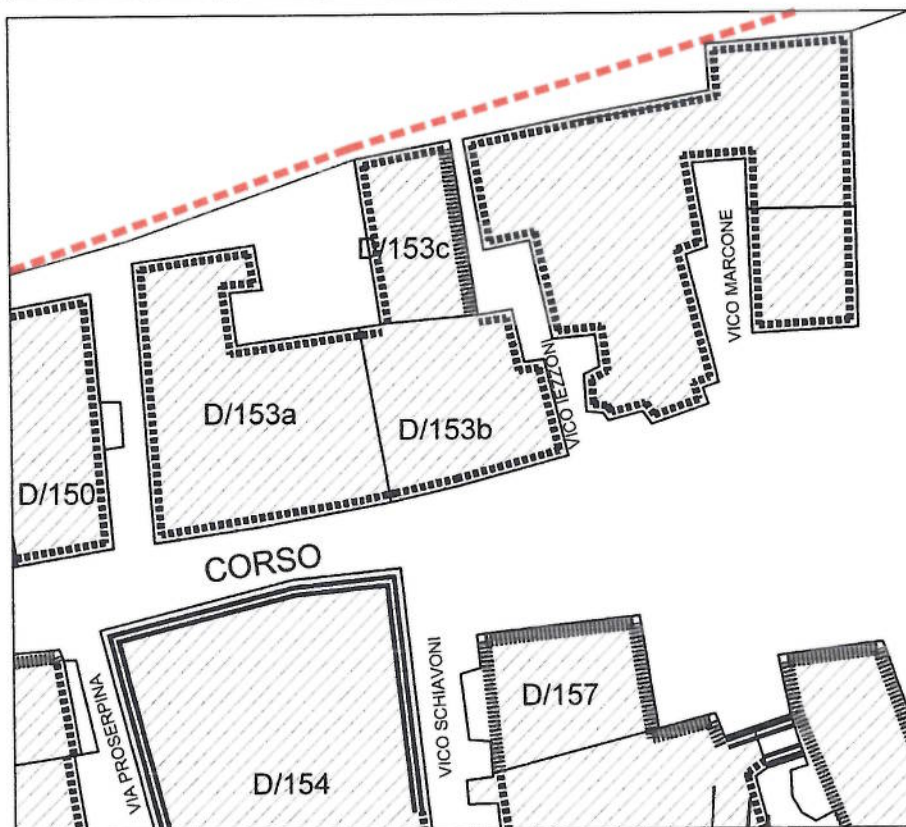 D/153c
VICO MARCONE
D/153a
D/153b
VICO IEZZONI
D/150
CORSO
VIA PROSERPINA
D/154
VICO SCHIAVONI
D/157